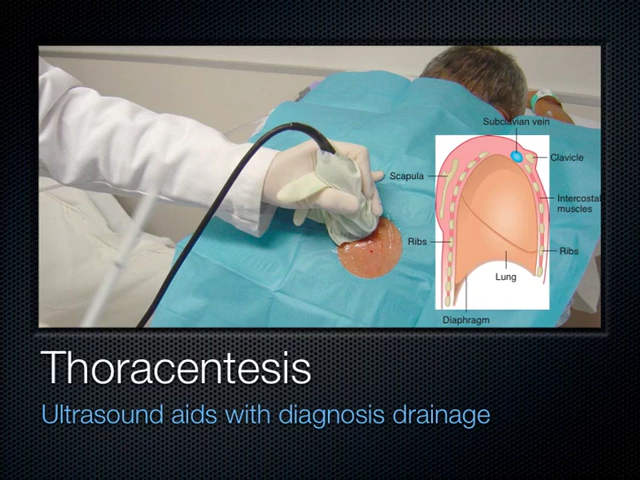 Subclavian vein
Clavicle
Scapula
Intercostal
muscles
Ribs
Ribs
Lung
Diaphragm
Thoracentesis
Ultrasound aids with diagnosis drainage